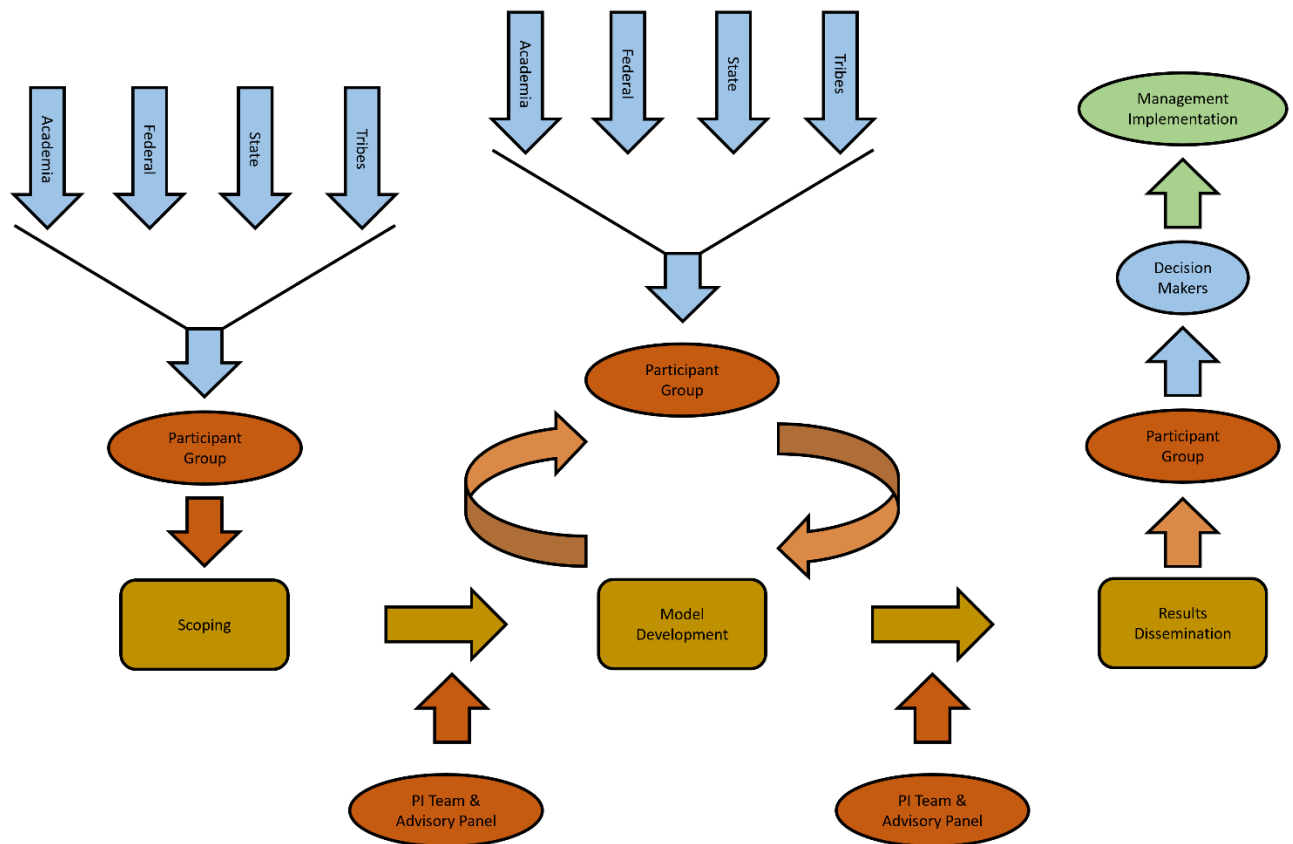 Academia
Federal
State
Tribes
Participant
Group
Scoping
Academia
Federal
State
Tribes
Participant
Group
Model
Development
PI Team &
Advisory Panel
PI Team &
Advisory Panel
Management
Implementation
Decision
Makers
Participant
Group
Results
Dissemination